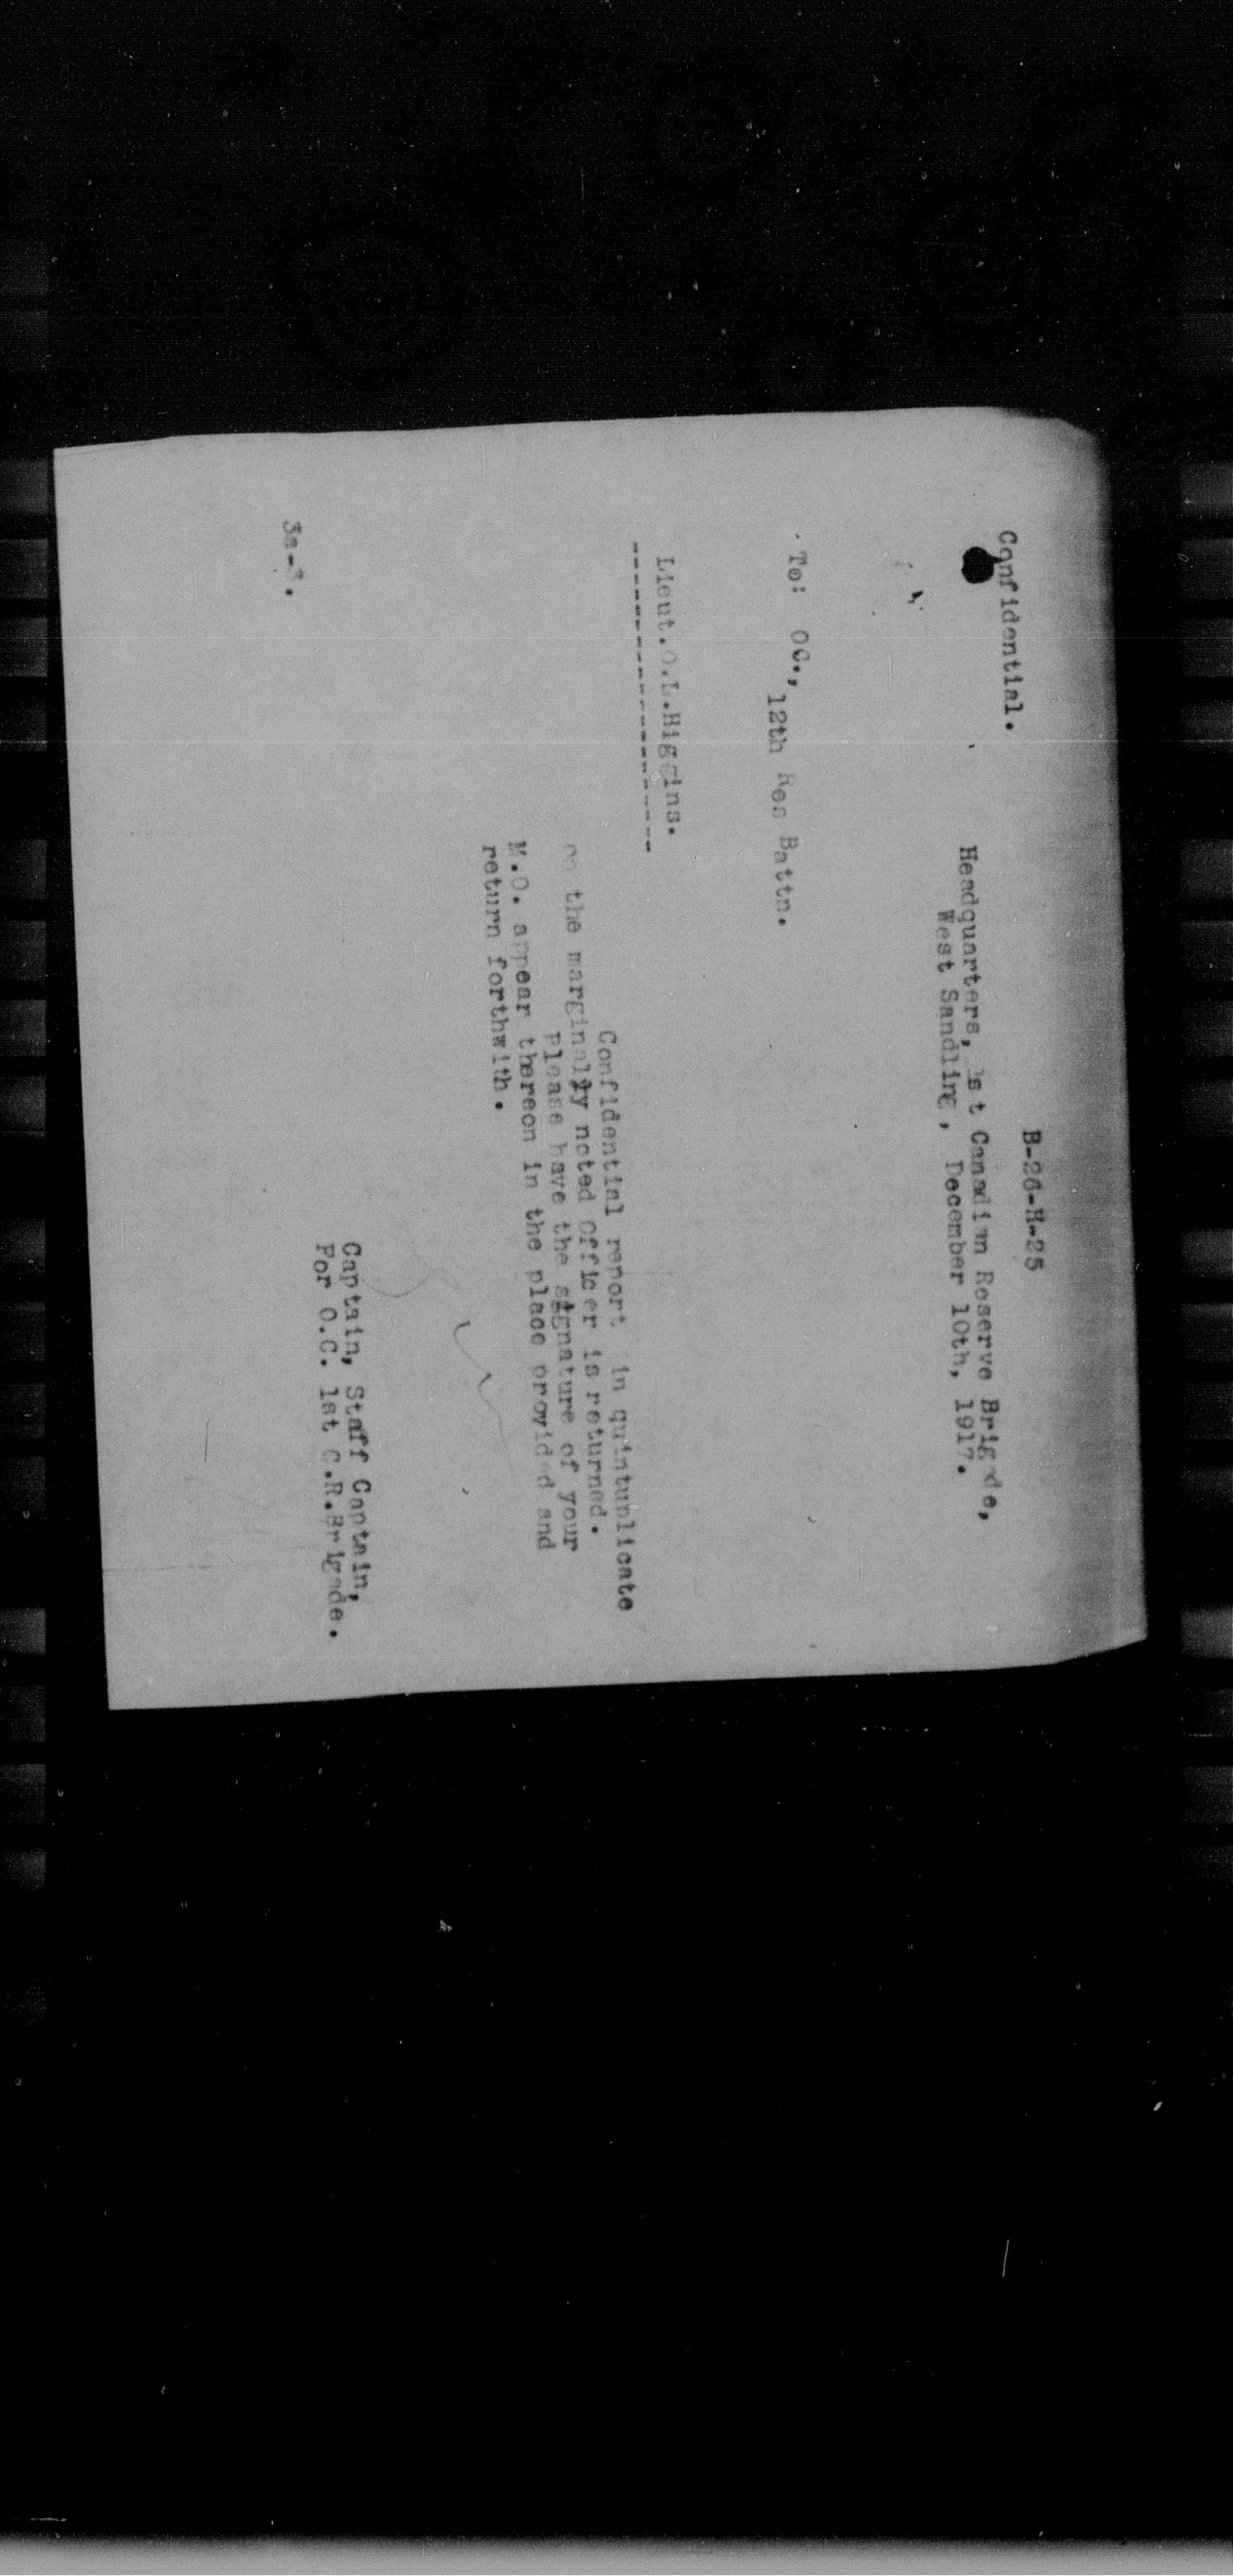 B-26-H-25
Confidential.
Headquarters, 1st Canadian Reserve Brigade,
West Sandling, December 10th, 1917.
To: OC., 12th Res Battn.
Lieut.O.L.Higgins.
--------------------
Confidential report in quintuplicate
on the marginally noted Officer is returned.
Please have the signature of your
M.O. appear thereon in the place provided and
return forthwith.
Captain, Staff Captain,
For O.C. 1st C.R.Brigade.
3a-3.